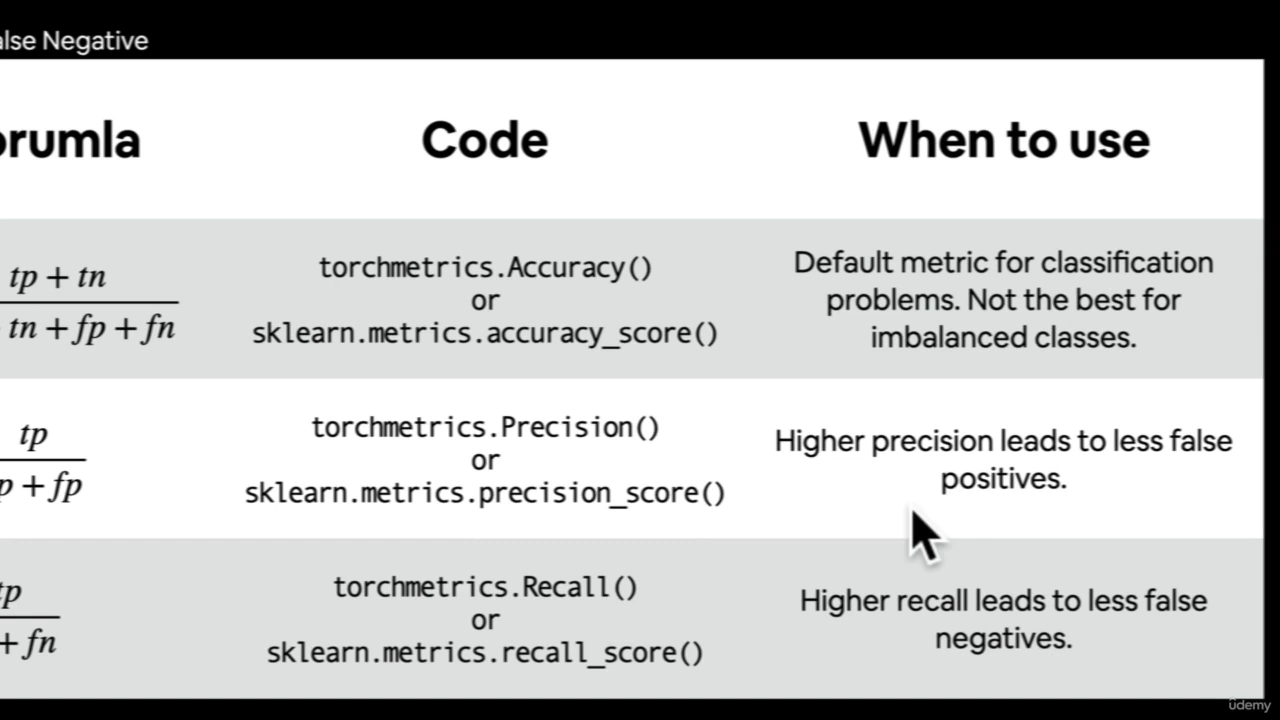 alse Negative
orumla Code When to use
tp + tn
tn + fp + fn
torchmetrics.Accuracy()
or
sklearn.metrics.accuracy_score()
Default metric for classification
problems. Not the best for
imbalanced classes.
tp
p + fp
torchmetrics.Precision()
or
sklearn.metrics.precision_score()
Higher precision leads to less false
positives.
tp
+ fn
torchmetrics.Recall()
or
sklearn.metrics.recall_score()
Higher recall leads to less false
negatives.
ûdemy